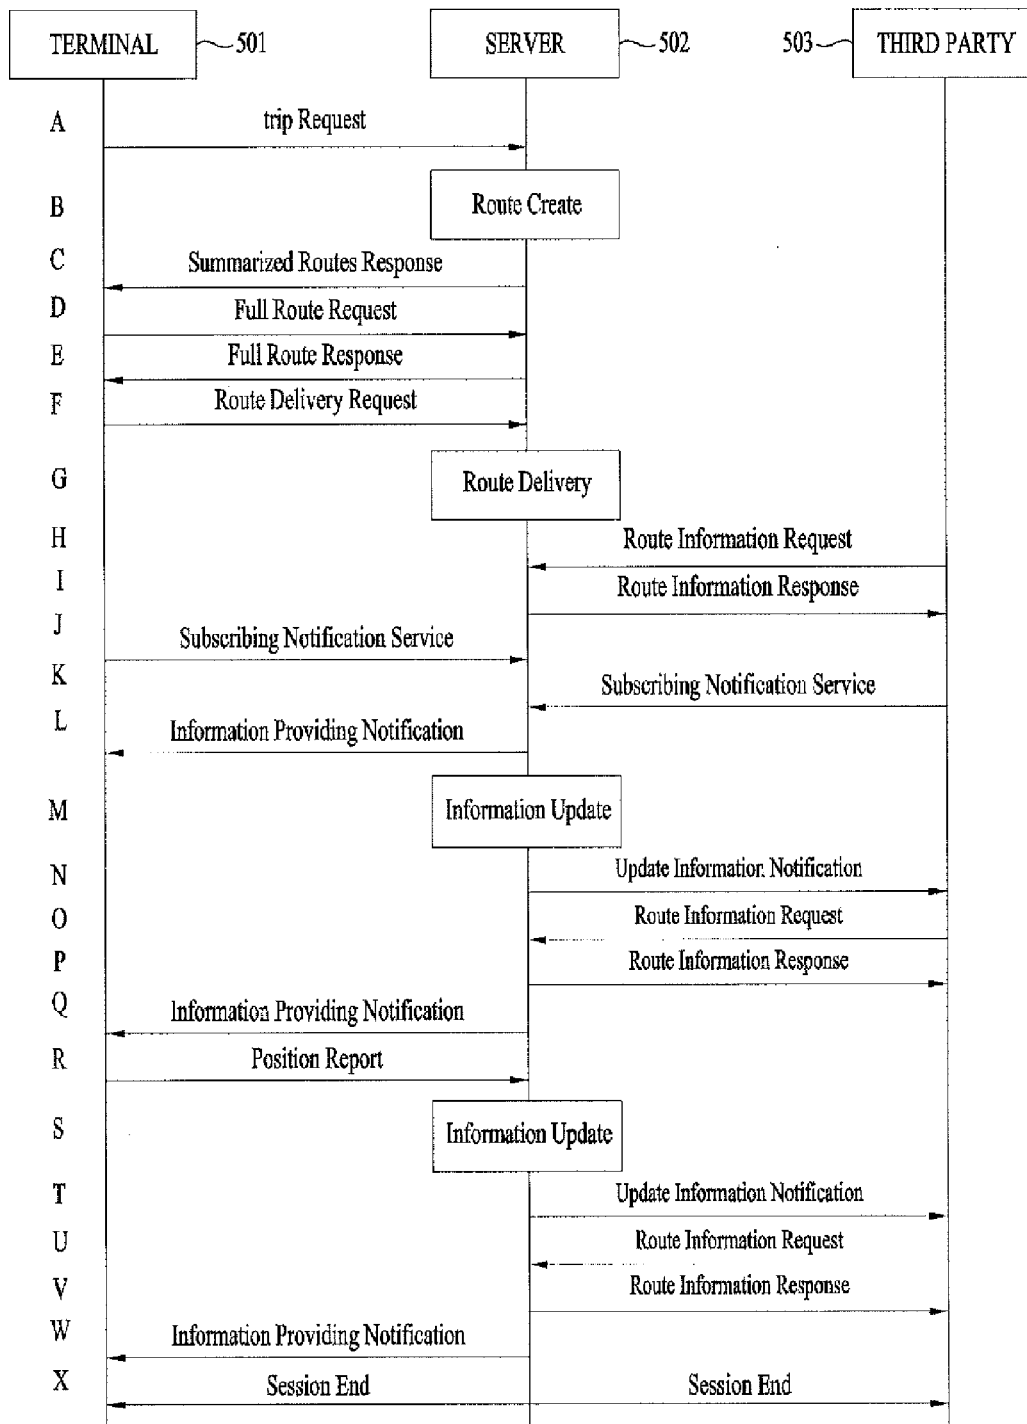 TERMINAL 501 SERVER 502 503 THIRD PARTY
A trip Request
B Route Create
C Summarized Routes Response
D Full Route Request
E Full Route Response
F Route Delivery Request
G Route Delivery
H Route Information Request
I Route Information Response
J Subscribing Notification Service
K Subscribing Notification Service
L Information Providing Notification
M Information Update
N Update Information Notification
O Route Information Request
P Route Information Response
Q Information Providing Notification
R Position Report
S Information Update
T Update Information Notification
U Route Information Request
V Route Information Response
W Information Providing Notification
X Session End Session End